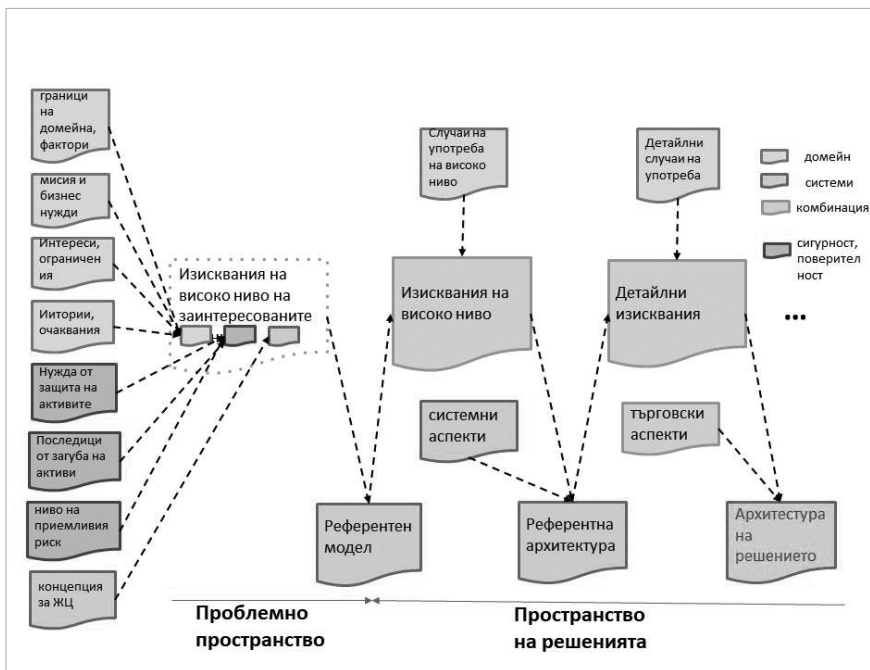 граници
на
домейна,
фактори
мисия и
бизнес
нужди
Интереси,
ограничен
ия
Иитории,
очаквания
Нужда от
защита на
активите
Последици
от загуба на
активи
ниво на
приемливия
риск
концепция
за ЖЦ
Изисквания на
високо ниво на
заинтересованите
Случаи на
употреба
на високо
ниво
Изисквания на
високо ниво
системни
аспекти
Референтен
модел
Референтна
архитектура
Детайлни
случаи на
употреба
Детайлни
изисквания
търговски
аспекти
Архитестура
на
решението
домейн
системи
комбинация
сигурност,
поверител
ност
...
Проблемно
пространство
Пространство
на решенията